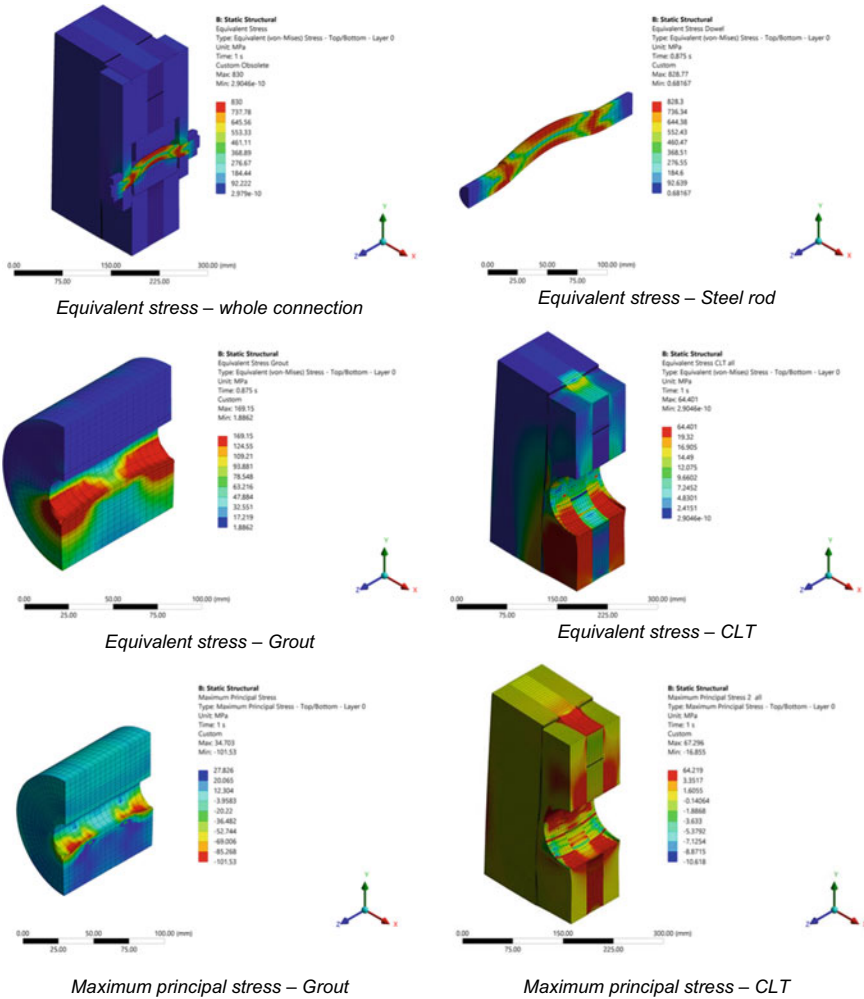 B: Static Structural
Equivalent Stress
Type: Equivalent (von-Mises) Stress - Top/Bottom - Layer 0
Unit: MPa
Time: 1 s
Custom Obsolete
Max: 830
Min: 2.9046e-10
830
737.78
645.56
553.33
461.11
368.89
276.67
184.44
92.222
2.979e-10
Y
Z
X
0.00 150.00 300.00 (mm)
75.00 225.00
Equivalent stress – whole connection
B: Static Structural
Equivalent Stress Dowel
Type: Equivalent (von-Mises) Stress - Top/Bottom - Layer 0
Unit: MPa
Time: 0.875 s
Custom
Max: 828.77
Min: 0.68167
828.3
736.34
644.38
552.43
460.47
368.51
276.55
184.6
92.639
0.68167
Y
Z
X
0.00 50.00 100.00 (mm)
25.00 75.00
Equivalent stress – Steel rod
B: Static Structural
Equivalent Stress Grout
Type: Equivalent (von-Mises) Stress - Top/Bottom - Layer 0
Unit: MPa
Time: 0.875 s
Custom
Max: 169.15
Min: 1.8862
169.15
124.55
109.21
93.881
78.548
63.216
47.884
32.551
17.219
1.8862
Y
Z
X
0.00 50.00 100.00 (mm)
25.00 75.00
Equivalent stress – Grout
B: Static Structural
Equivalent Stress CLT all
Type: Equivalent (von-Mises) Stress - Top/Bottom - Layer 0
Unit: MPa
Time: 1 s
Custom
Max: 64.401
Min: 2.9046e-10
64.401
19.32
16.905
14.49
12.075
9.6602
7.2452
4.8301
2.4151
2.9046e-10
Y
Z
X
0.00 150.00 300.00 (mm)
75.00 225.00
Equivalent stress – CLT
B: Static Structural
Maximum Principal Stress
Type: Maximum Principal Stress - Top/Bottom - Layer 0
Unit: MPa
Time: 1 s
Custom
Max: 34.703
Min: -101.53
27.826
20.065
12.304
-3.9583
-20.22
-36.482
-52.744
-69.006
-85.268
-101.53
Y
Z
X
0.00 50.00 100.00 (mm)
25.00 75.00
Maximum principal stress – Grout
B: Static Structural
Maximum Principal Stress 2 all
Type: Maximum Principal Stress - Top/Bottom - Layer 0
Unit: MPa
Time: 1 s
Custom
Max: 67.296
Min: -16.855
64.219
3.3517
1.6055
-0.14064
-1.8868
-3.633
-5.3792
-7.1254
-8.8715
-10.618
Y
Z
X
0.00 150.00 300.00 (mm)
75.00 225.00
Maximum principal stress – CLT